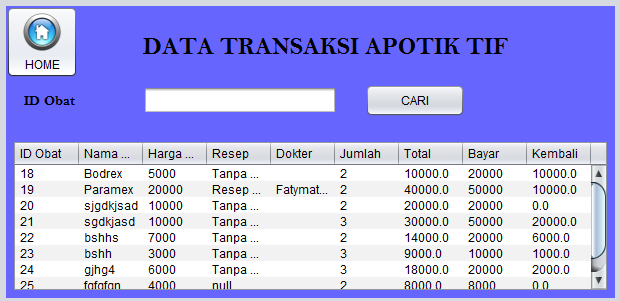 HOME
DATA TRANSAKSI APOTIK TIF
ID Obat CARI
ID Obat Nama ... Harga ... Resep Dokter Jumlah Total Bayar Kembali
18 Bodrex 5000 Tanpa ... 2 10000.0 20000 10000.0
19 Paramex 20000 Resep ... Fatymat... 2 40000.0 50000 10000.0
20 sjgdkjsad 10000 Tanpa ... 2 20000.0 20000 0.0
21 sgdkjasd 10000 Tanpa ... 3 30000.0 50000 20000.0
22 bshhs 7000 Tanpa ... 2 14000.0 20000 6000.0
23 bshh 3000 Tanpa ... 3 9000.0 10000 1000.0
24 gjhg4 6000 Tanpa ... 3 18000.0 20000 2000.0
25 fgfgfgn 4000 null 2 8000.0 8000 0.0